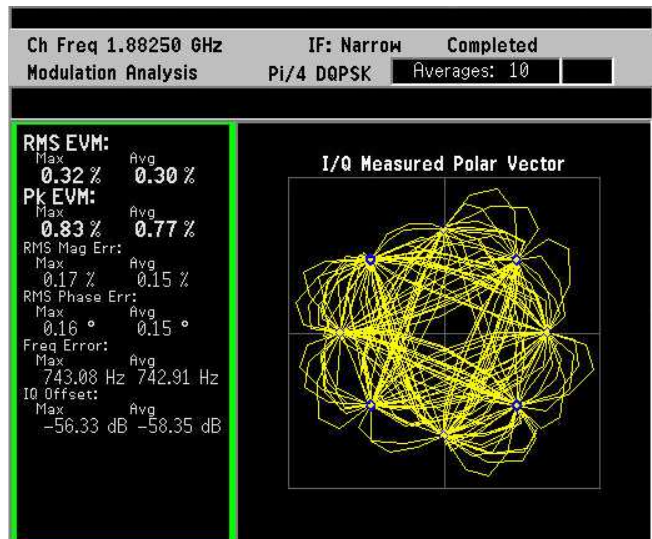 Ch Freq 1.88250 GHz IF: Narrow Completed
Modulation Analysis Pi/4 DQPSK Averages: 10
RMS EVM:
Max Avg
0.32 % 0.30 %
Pk EVM:
Max Avg
0.83 % 0.77 %
RMS Mag Err:
Max Avg
0.17 % 0.15 %
RMS Phase Err:
Max Avg
0.16 ° 0.15 °
Freq Error:
Max Avg
743.08 Hz 742.91 Hz
IQ Offset:
Max Avg
-56.33 dB -58.35 dB
I/Q Measured Polar Vector